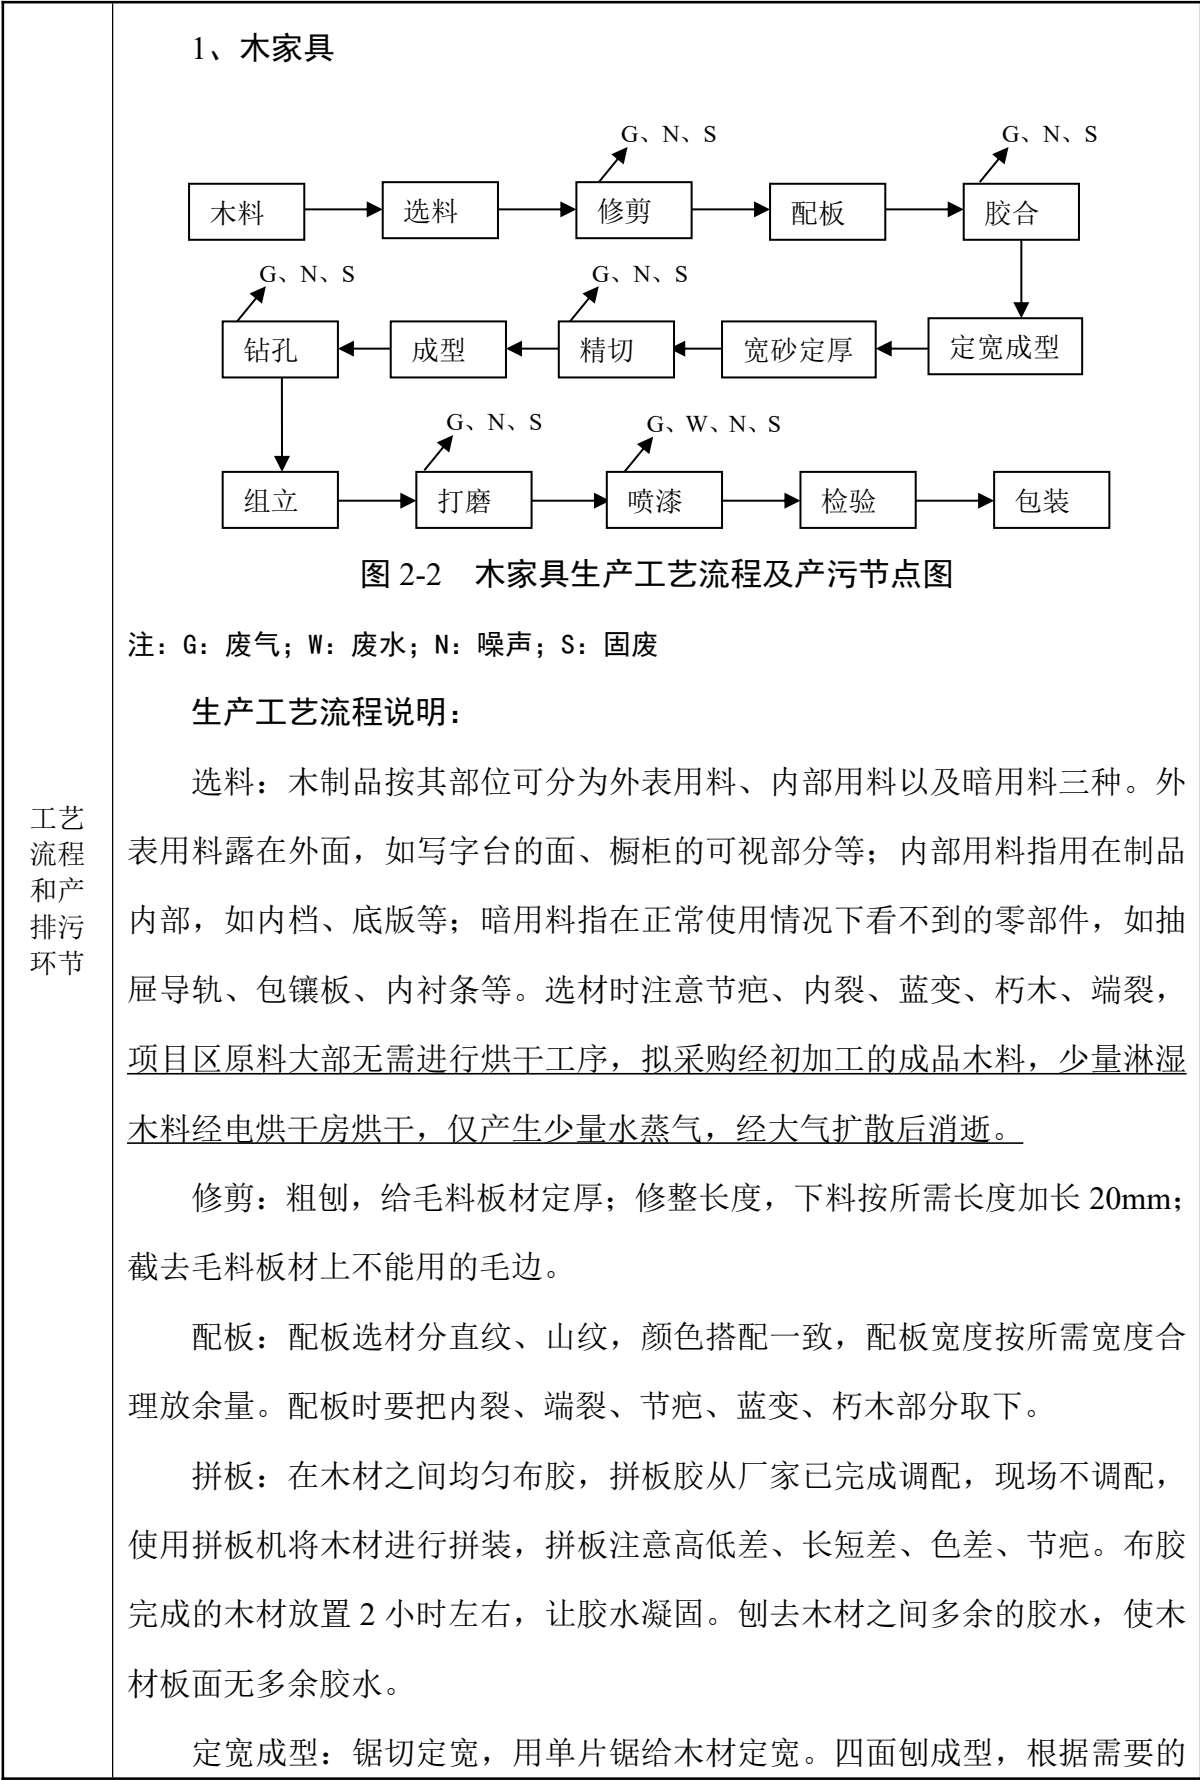 1、木家具
G、N、S
G、N、S
木料
选料
修剪
配板
胶合
G、N、S
G、N、S
钻孔
成型
精切
宽砂定厚
定宽成型
G、N、S
G、W、N、S
组立
打磨
喷漆
检验
包装
图 2-2 木家具生产工艺流程及产污节点图
注：G：废气；W：废水；N：噪声；S：固废
生产工艺流程说明：
工艺
流程
和产
排污
环节
选料：木制品按其部位可分为外表用料、内部用料以及暗用料三种。外
表用料露在外面，如写字台的面、橱柜的可视部分等；内部用料指用在制品
内部，如内档、底版等；暗用料指在正常使用情况下看不到的零部件，如抽
屉导轨、包镶板、内衬条等。选材时注意节疤、内裂、蓝变、朽木、端裂，
项目区原料大部无需进行烘干工序，拟采购经初加工的成品木料，少量淋湿
木料经电烘干房烘干，仅产生少量水蒸气，经大气扩散后消逝。
修剪：粗刨，给毛料板材定厚；修整长度，下料按所需长度加长 20mm；
截去毛料板材上不能用的毛边。
配板：配板选材分直纹、山纹，颜色搭配一致，配板宽度按所需宽度合
理放余量。配板时要把内裂、端裂、节疤、蓝变、朽木部分取下。
拼板：在木材之间均匀布胶，拼板胶从厂家已完成调配，现场不调配，
使用拼板机将木材进行拼装，拼板注意高低差、长短差、色差、节疤。布胶
完成的木材放置 2 小时左右，让胶水凝固。刨去木材之间多余的胶水，使木
材板面无多余胶水。
定宽成型：锯切定宽，用单片锯给木材定宽。四面刨成型，根据需要的